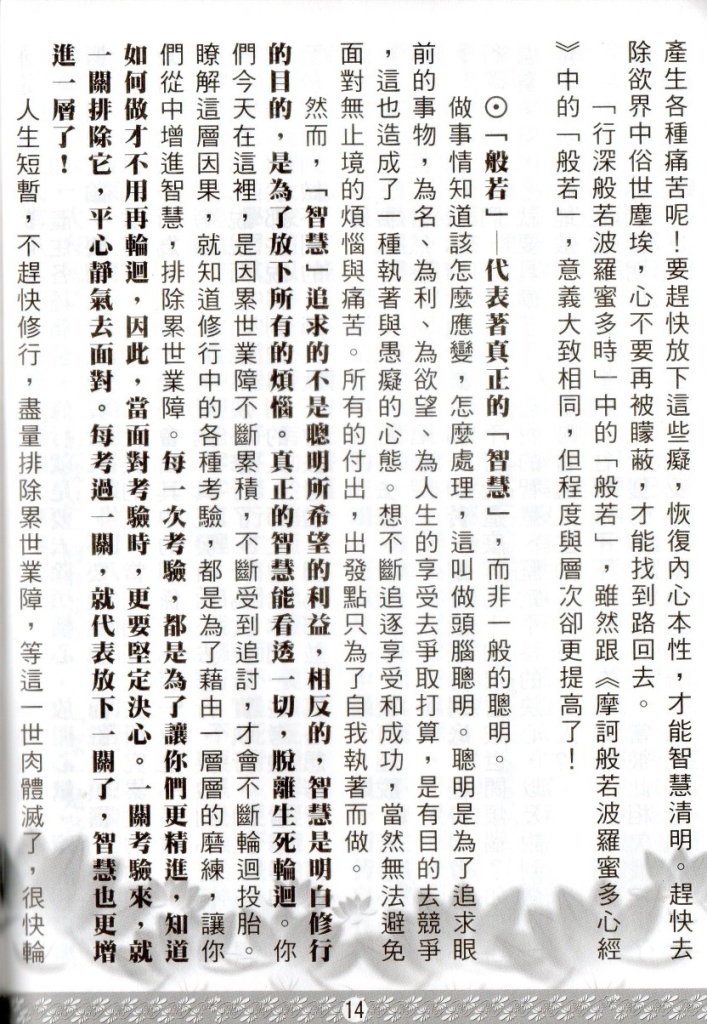 產生各種痛苦呢！要趕快放下這些癡，恢復內心本性，才能智慧清明。趕快去
除欲界中俗世塵埃，心不要再被矇蔽，才能找到路回去。
「行深般若波羅蜜多時」中的「般若」，雖然跟《摩訶般若波羅蜜多心經
》中的「般若」，意義大致相同，但程度與層次卻更提高了！
⊙「般若」─代表著真正的「智慧」，而非一般的聰明。
做事情知道該怎麼應變，怎麼處理，這叫做頭腦聰明。聰明是為了追求眼
前的事物，為名、為利、為欲望、為人生的享受去爭取打算，是有目的去競爭
，這也造成了一種執著與愚癡的心態。想不斷追逐享受和成功，當然無法避免
面對無止境的煩惱與痛苦。所有的付出，出發點只為了自我執著而做。
然而，「智慧」追求的不是聰明所希望的利益，相反的，智慧是明白修行
的目的，是為了放下所有的煩惱。真正的智慧能看透一切，脫離生死輪迴。你
們今天在這裡，是因累世業障不斷累積，不斷受到追討，才會不斷輪迴投胎。
瞭解這層因果，就知道修行中的各種考驗，都是為了藉由一層層的磨練，讓你
們從中增進智慧，排除累世業障。每一次考驗，都是為了讓你們更精進，知道
如何做才不用再輪迴，因此，當面對考驗時，更要堅定決心。一關考驗來，就
一關排除它，平心靜氣去面對。每考過一關，就代表放下一關了，智慧也更增
進一層了！
人生短暫，不趕快修行，盡量排除累世業障，等這一世肉體滅了，很快輪
14